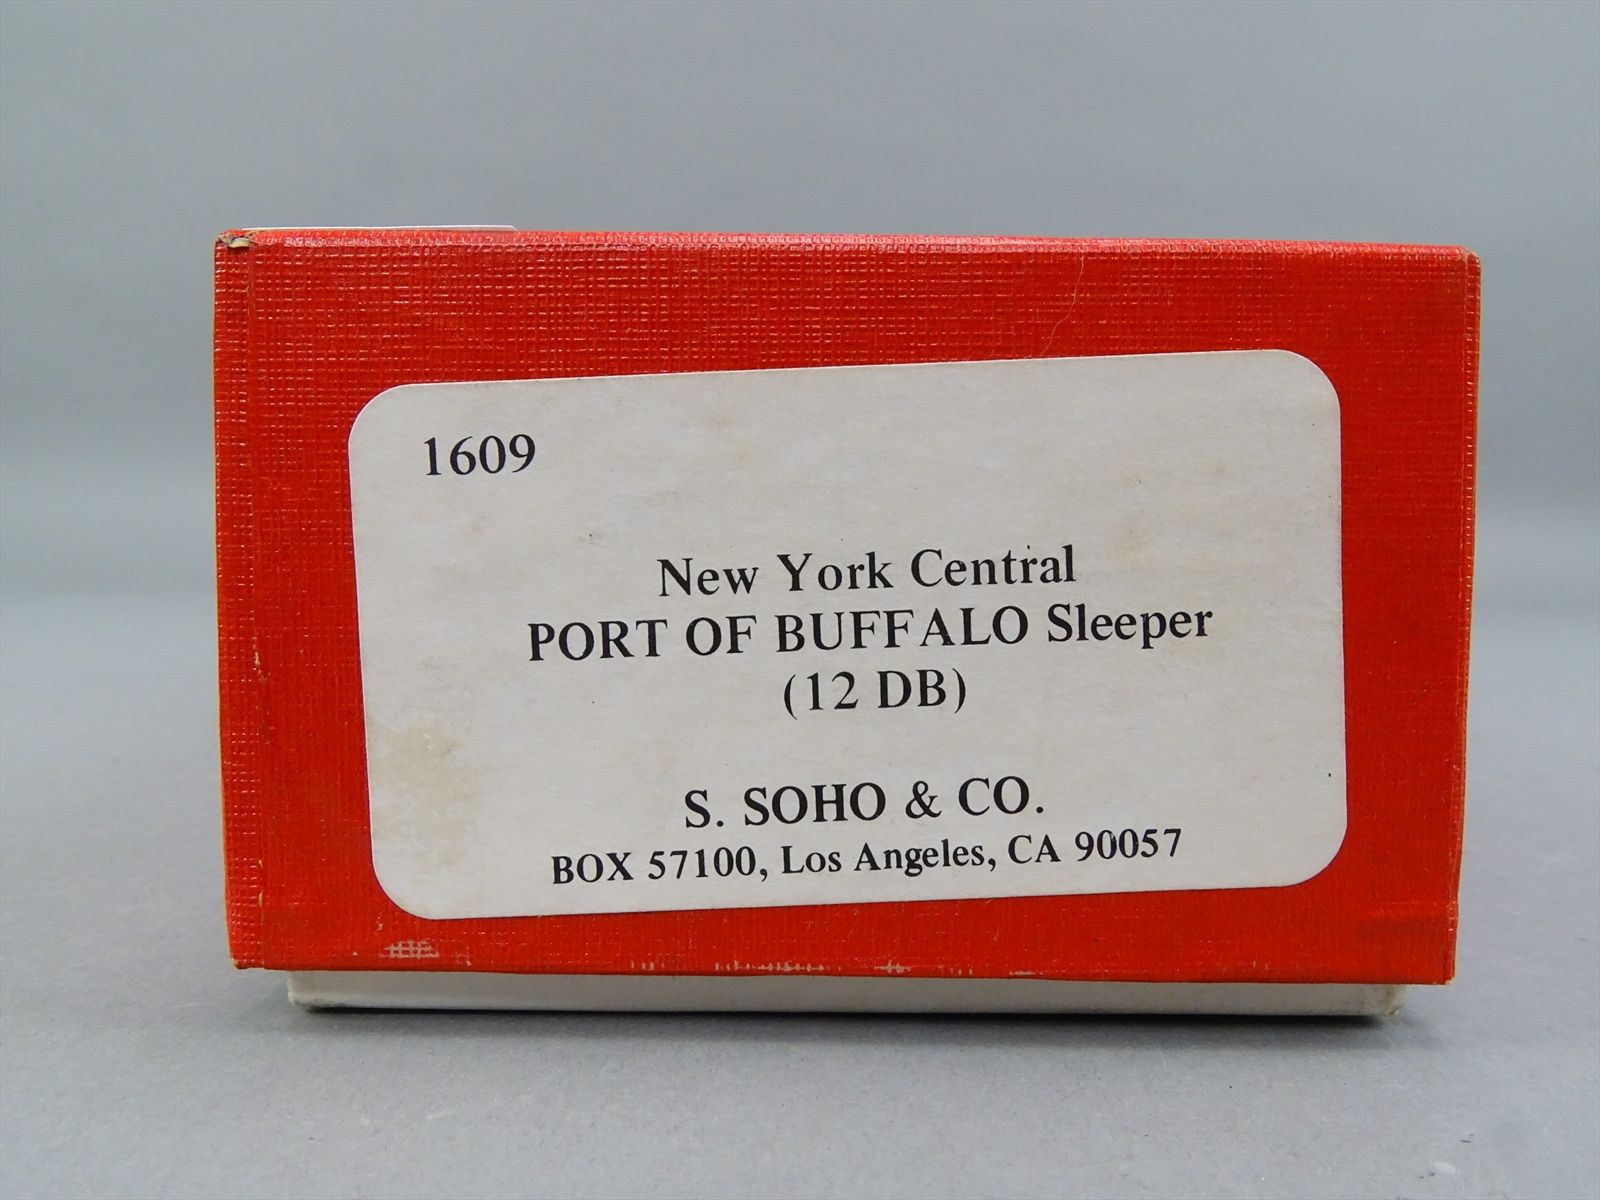 1609
New York Central
PORT OF BUFFALO Sleeper
(12 DB)
S. SOHO & CO.
BOX 57100, Los Angeles, CA 90057